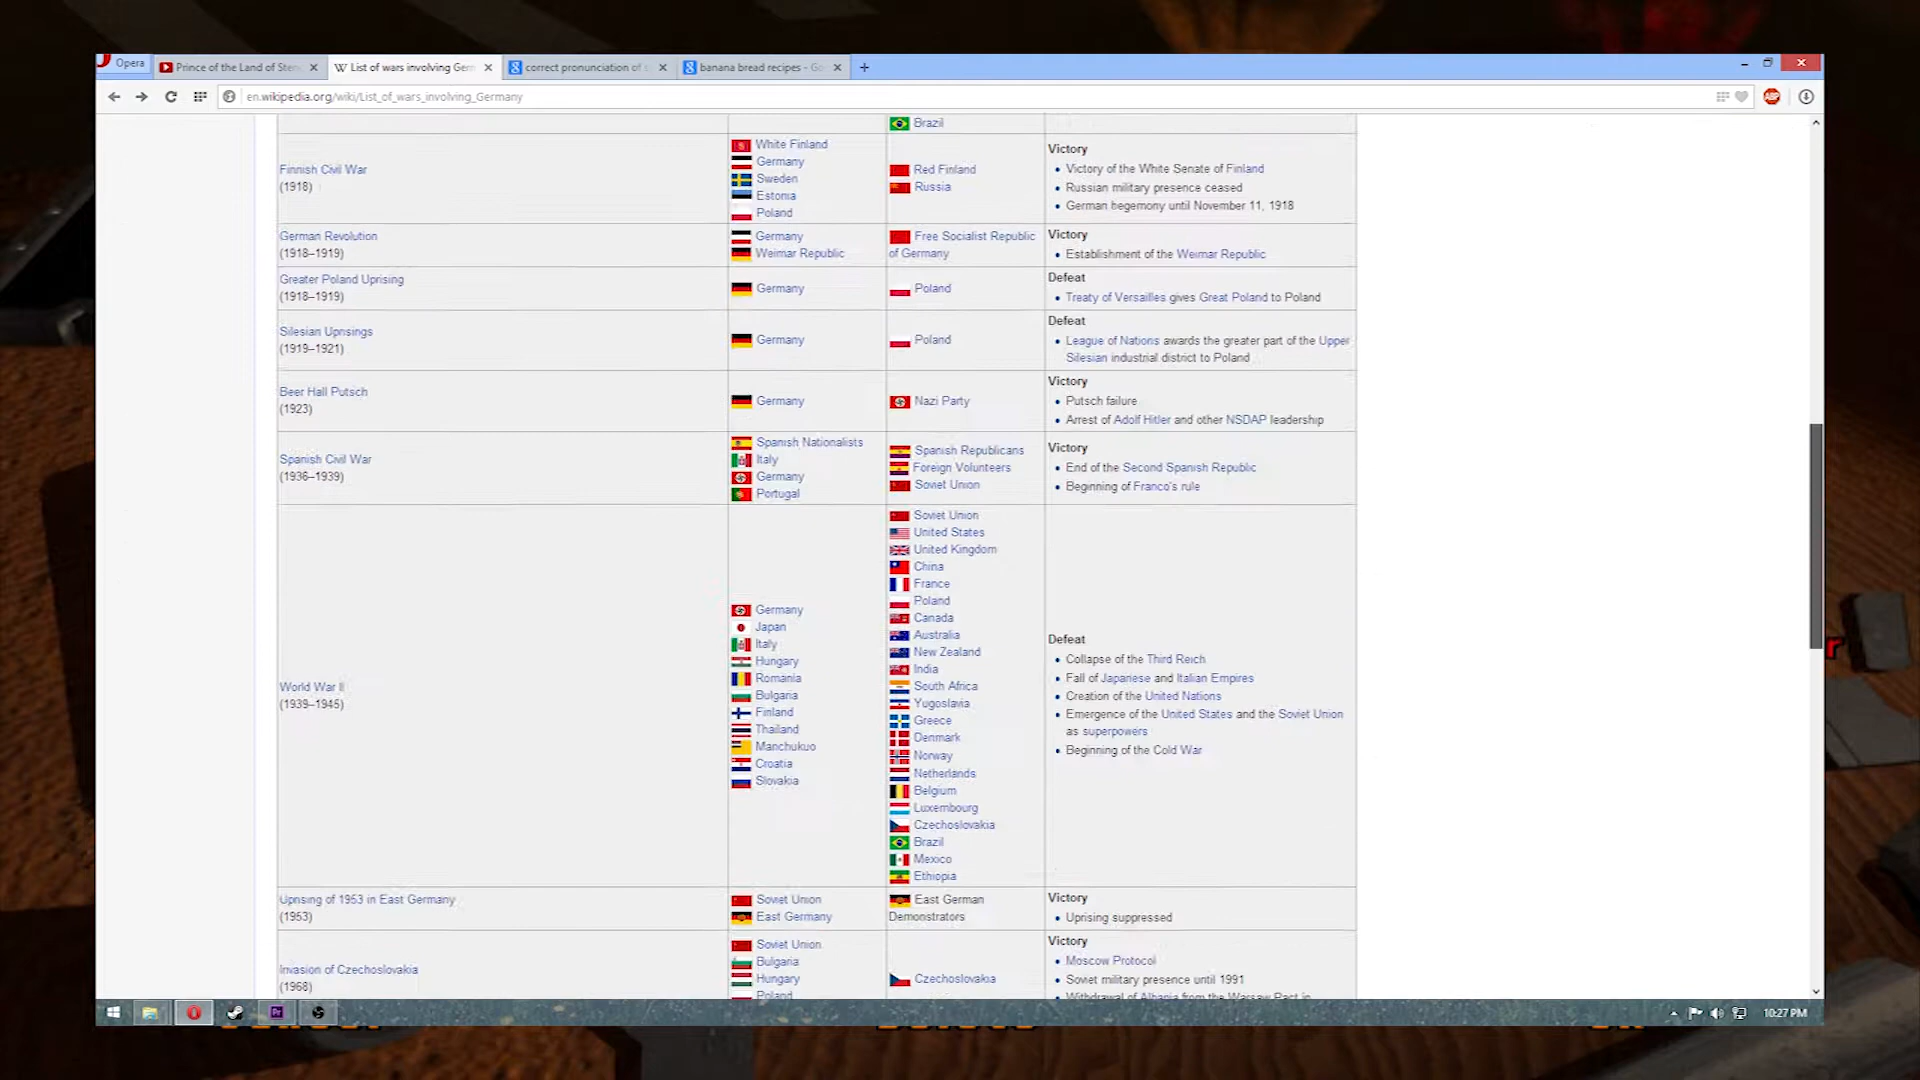 Opera
Prince of the Land of Sten
List of wars involving Ger
correct pronunciation of s
banana bread recipes - Go
en.wikipedia.org/wiki/List_of_wars_involving_Germany
ABP
Brazil
Finnish Civil War
(1918)
White Finland
Germany
Sweden
Estonia
Poland
Red Finland
Russia
Victory
Victory of the White Senate of Finland
Russian military presence ceased
German hegemony until November 11, 1918
German Revolution
(1918–1919)
Germany
Weimar Republic
Free Socialist Republic
of Germany
Victory
Establishment of the Weimar Republic
Greater Poland Uprising
(1918–1919)
Germany
Poland
Defeat
Treaty of Versailles gives Great Poland to Poland
Silesian Uprisings
(1919–1921)
Germany
Poland
Defeat
League of Nations awards the greater part of the Upper
Silesian industrial district to Poland
Beer Hall Putsch
(1923)
Germany
Nazi Party
Victory
Putsch failure
Arrest of Adolf Hitler and other NSDAP leadership
Spanish Civil War
(1936–1939)
Spanish Nationalists
Italy
Germany
Portugal
Spanish Republicans
Foreign Volunteers
Soviet Union
Victory
End of the Second Spanish Republic
Beginning of Franco's rule
World War II
(1939–1945)
Germany
Japan
Italy
Hungary
Romania
Bulgaria
Finland
Thailand
Manchukuo
Croatia
Slovakia
Soviet Union
United States
United Kingdom
China
France
Poland
Canada
Australia
New Zealand
India
South Africa
Yugoslavia
Greece
Denmark
Norway
Netherlands
Belgium
Luxembourg
Czechoslovakia
Brazil
Mexico
Ethiopia
Defeat
Collapse of the Third Reich
Fall of Japanese and Italian Empires
Creation of the United Nations
Emergence of the United States and the Soviet Union
as superpowers
Beginning of the Cold War
Uprising of 1953 in East Germany
(1953)
Soviet Union
East Germany
East German
Demonstrators
Victory
Uprising suppressed
Invasion of Czechoslovakia
(1968)
Soviet Union
Bulgaria
Hungary
Poland
Czechoslovakia
Victory
Moscow Protocol
Soviet military presence until 1991
Withdrawal of Albania from the Warsaw Pact in
Pr
10:27 PM